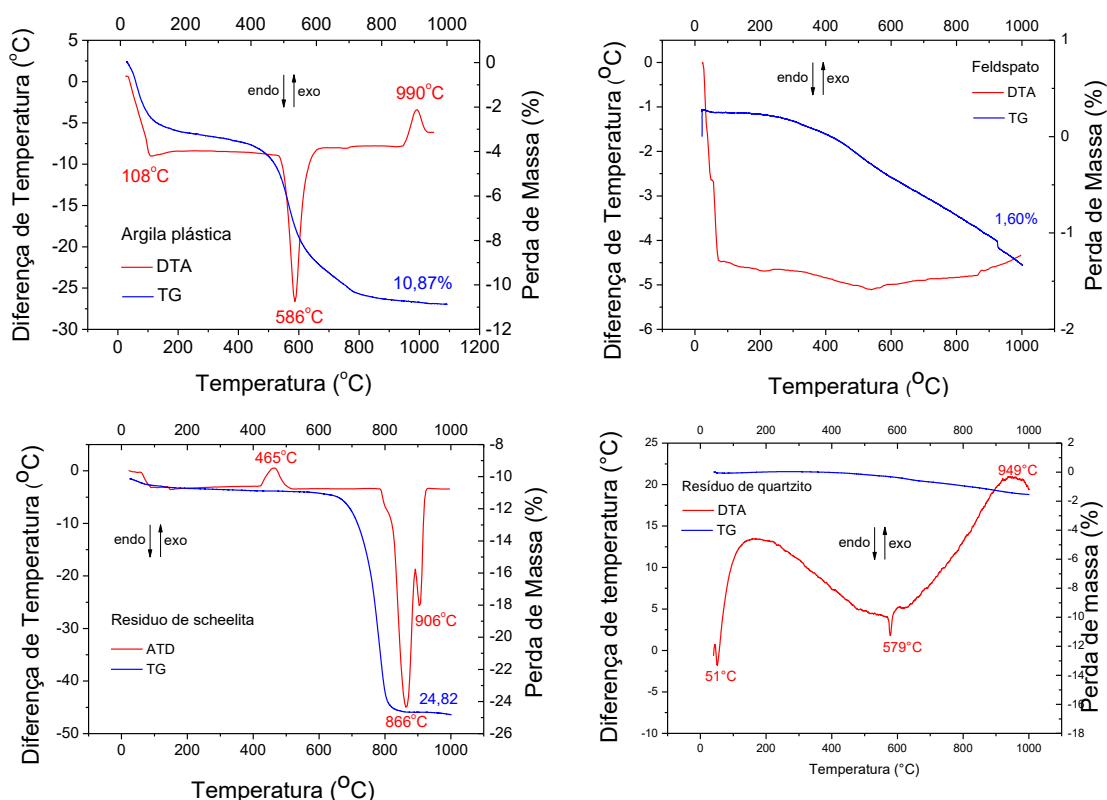 0 200 400 600 800 1000
5
0
-5
-10
-15
-20
-25
-30
0
-2
-4
-6
-8
-10
-12
0 200 400 600 800 1000 1200
Diferença de Temperatura (°C)
Perda de Massa (%)
Temperatura (°C)
endo exo
990°C
108°C
586°C
10,87%
Argila plástica
DTA
TG
0 200 400 600 800 1000
0
-1
-2
-3
-4
-5
-6
1
0
-1
-2
0 200 400 600 800 1000
Diferença de Temperatura (°C)
Perda de Massa (%)
Temperatura (°C)
endo exo
Feldspato
DTA
TG
1,60%
0 200 400 600 800 1000
5
0
-5
-10
-15
-20
-25
-30
-35
-40
-45
-50
-8
-10
-12
-14
-16
-18
-20
-22
-24
-26
0 200 400 600 800 1000
Diferença de Temperatura (°C)
Perda de Massa (%)
Temperatura (°C)
465°C
endo exo
906°C
Residuo de scheelita
ATD
TG
24,82
866°C
0 200 400 600 800 1000
25
20
15
10
5
0
-5
-10
2
0
-2
-4
-6
-8
-10
-12
-14
-16
-18
0 200 400 600 800 1000
Diferença de temperatura (°C)
Perda de massa (%)
Temperatura (°C)
949°C
Resíduo de quartzito
DTA
TG
endo exo
51°C
579°C